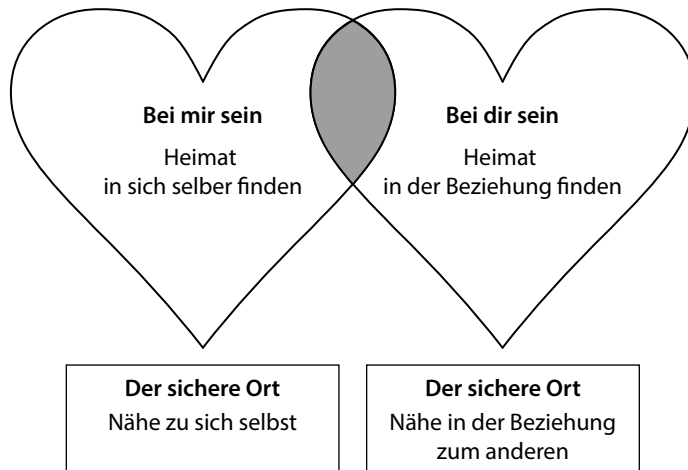 Bei mir sein
Heimat
in sich selber finden
Bei dir sein
Heimat
in der Beziehung finden
Der sichere Ort
Nähe zu sich selbst
Der sichere Ort
Nähe in der Beziehung
zum anderen